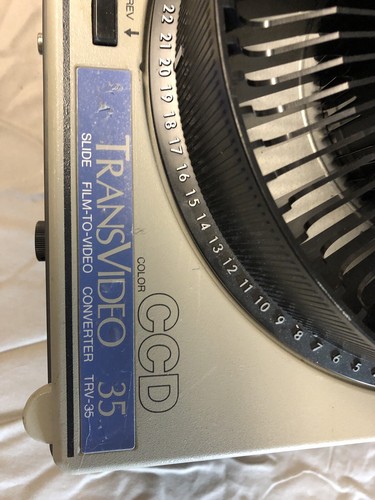 REV
22 21 20 19 18 17 16 15 14 13 12 11 10 9 8 7 6 5
TRANSVIDEO 35
SLIDE FILM-TO-VIDEO CONVERTER TRV-35
COLOR
CCD